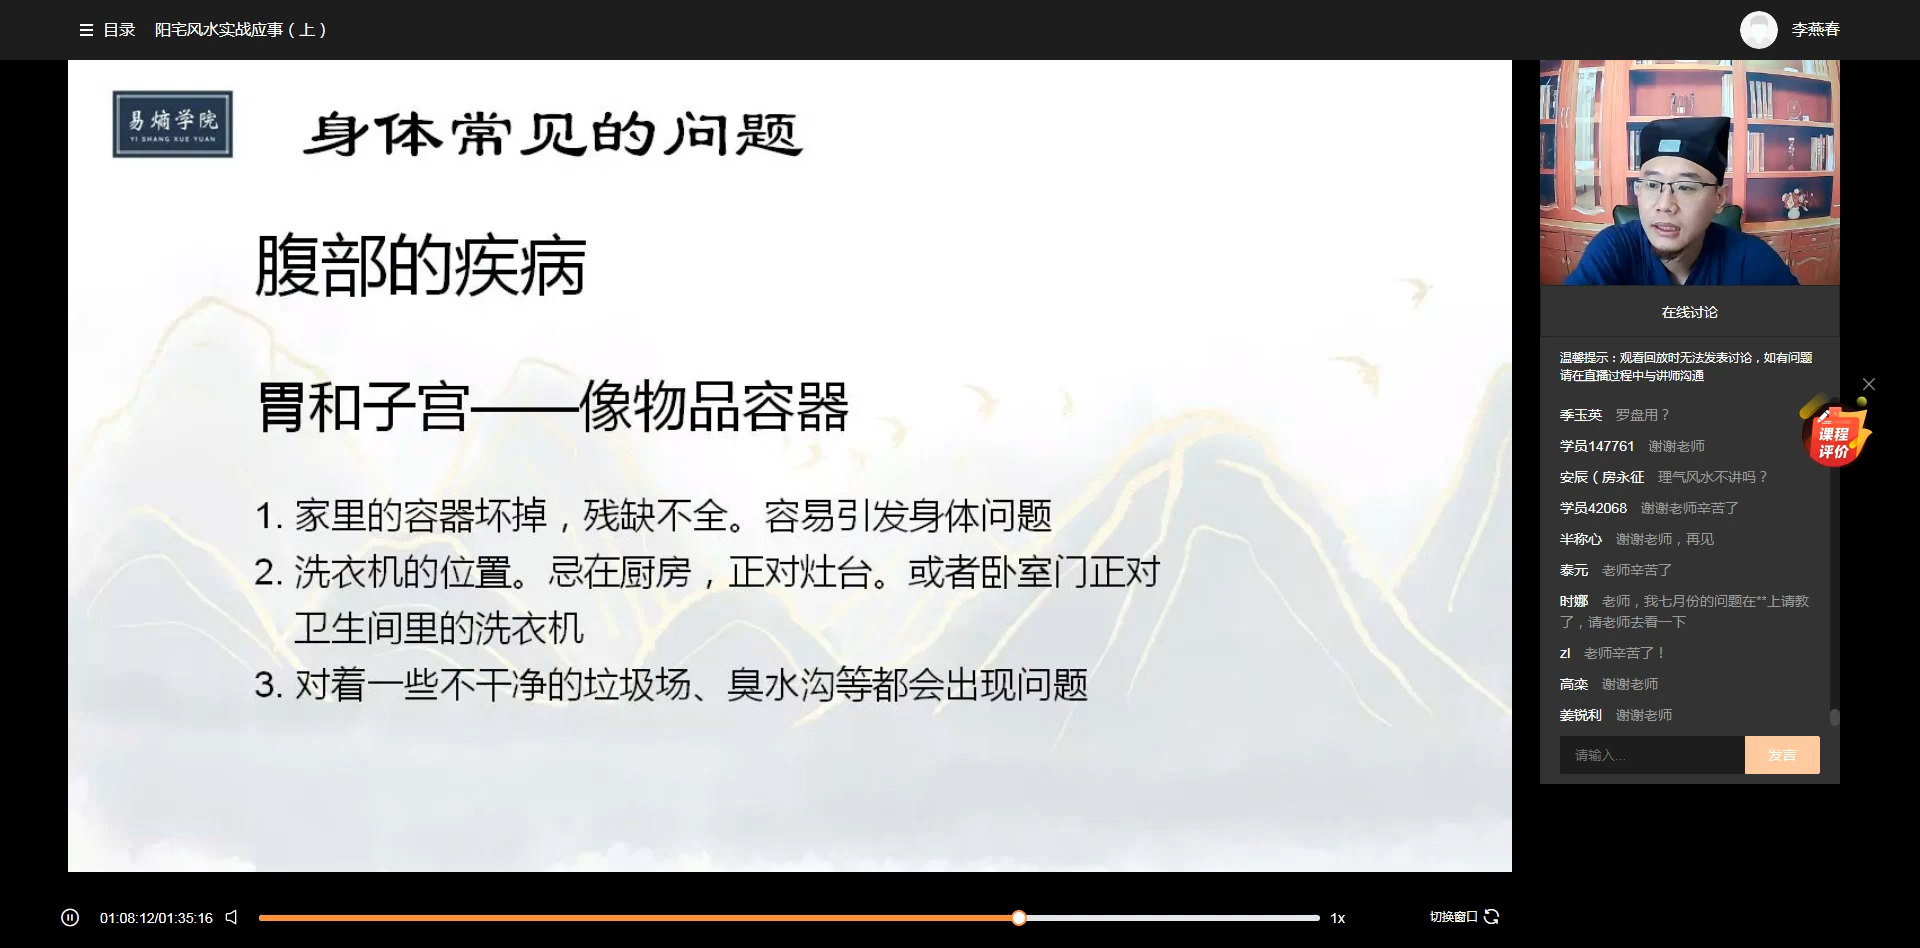 目录 阳宅风水实战应事（上）
李燕春
易熵学院
YI SHANG XUE YUAN
身体常见的问题
腹部的疾病
胃和子宫——像物品容器
1. 家里的容器坏掉，残缺不全。容易引发身体问题
2. 洗衣机的位置。忌在厨房，正对灶台。或者卧室门正对
卫生间里的洗衣机
3. 对着一些不干净的垃圾场、臭水沟等都会出现问题
在线讨论
温馨提示：观看回放时无法发表讨论，如有问题
请在直播过程中与讲师沟通
季玉英 罗盘用？
学员147761 谢谢老师
安辰（房永征 理气风水不讲吗？
学员42068 谢谢老师辛苦了
半称心 谢谢老师，再见
泰元 老师辛苦了
时娜 老师，我七月份的问题在**上请教
了，请老师去看一下
zl 老师辛苦了！
高栾 谢谢老师
姜锐利 谢谢老师
课程
评价
请输入... 发言
01:08:12/01:35:16 1x 切换窗口